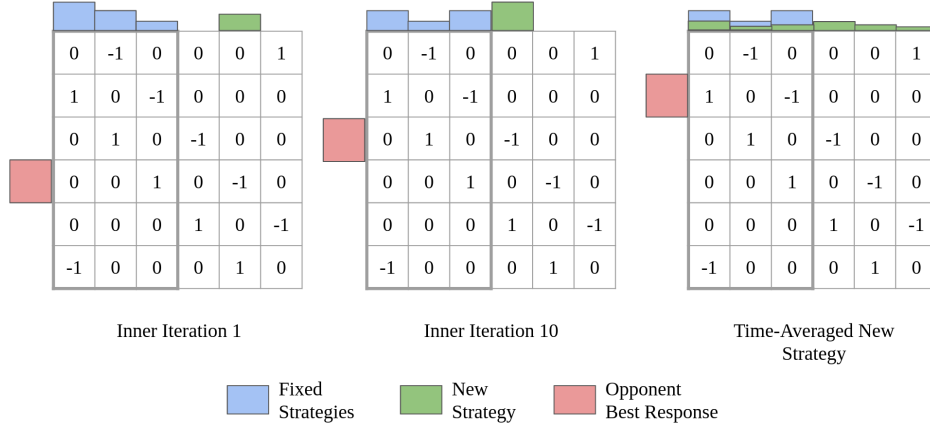 0 -1 0 0 0 1
1 0 -1 0 0 0
0 1 0 -1 0 0
0 0 1 0 -1 0
0 0 0 1 0 -1
-1 0 0 0 1 0
Inner Iteration 1
0 -1 0 0 0 1
1 0 -1 0 0 0
0 1 0 -1 0 0
0 0 1 0 -1 0
0 0 0 1 0 -1
-1 0 0 0 1 0
Inner Iteration 10
0 -1 0 0 0 1
1 0 -1 0 0 0
0 1 0 -1 0 0
0 0 1 0 -1 0
0 0 0 1 0 -1
-1 0 0 0 1 0
Time-Averaged New
Strategy
Fixed
Strategies
New
Strategy
Opponent
Best Response